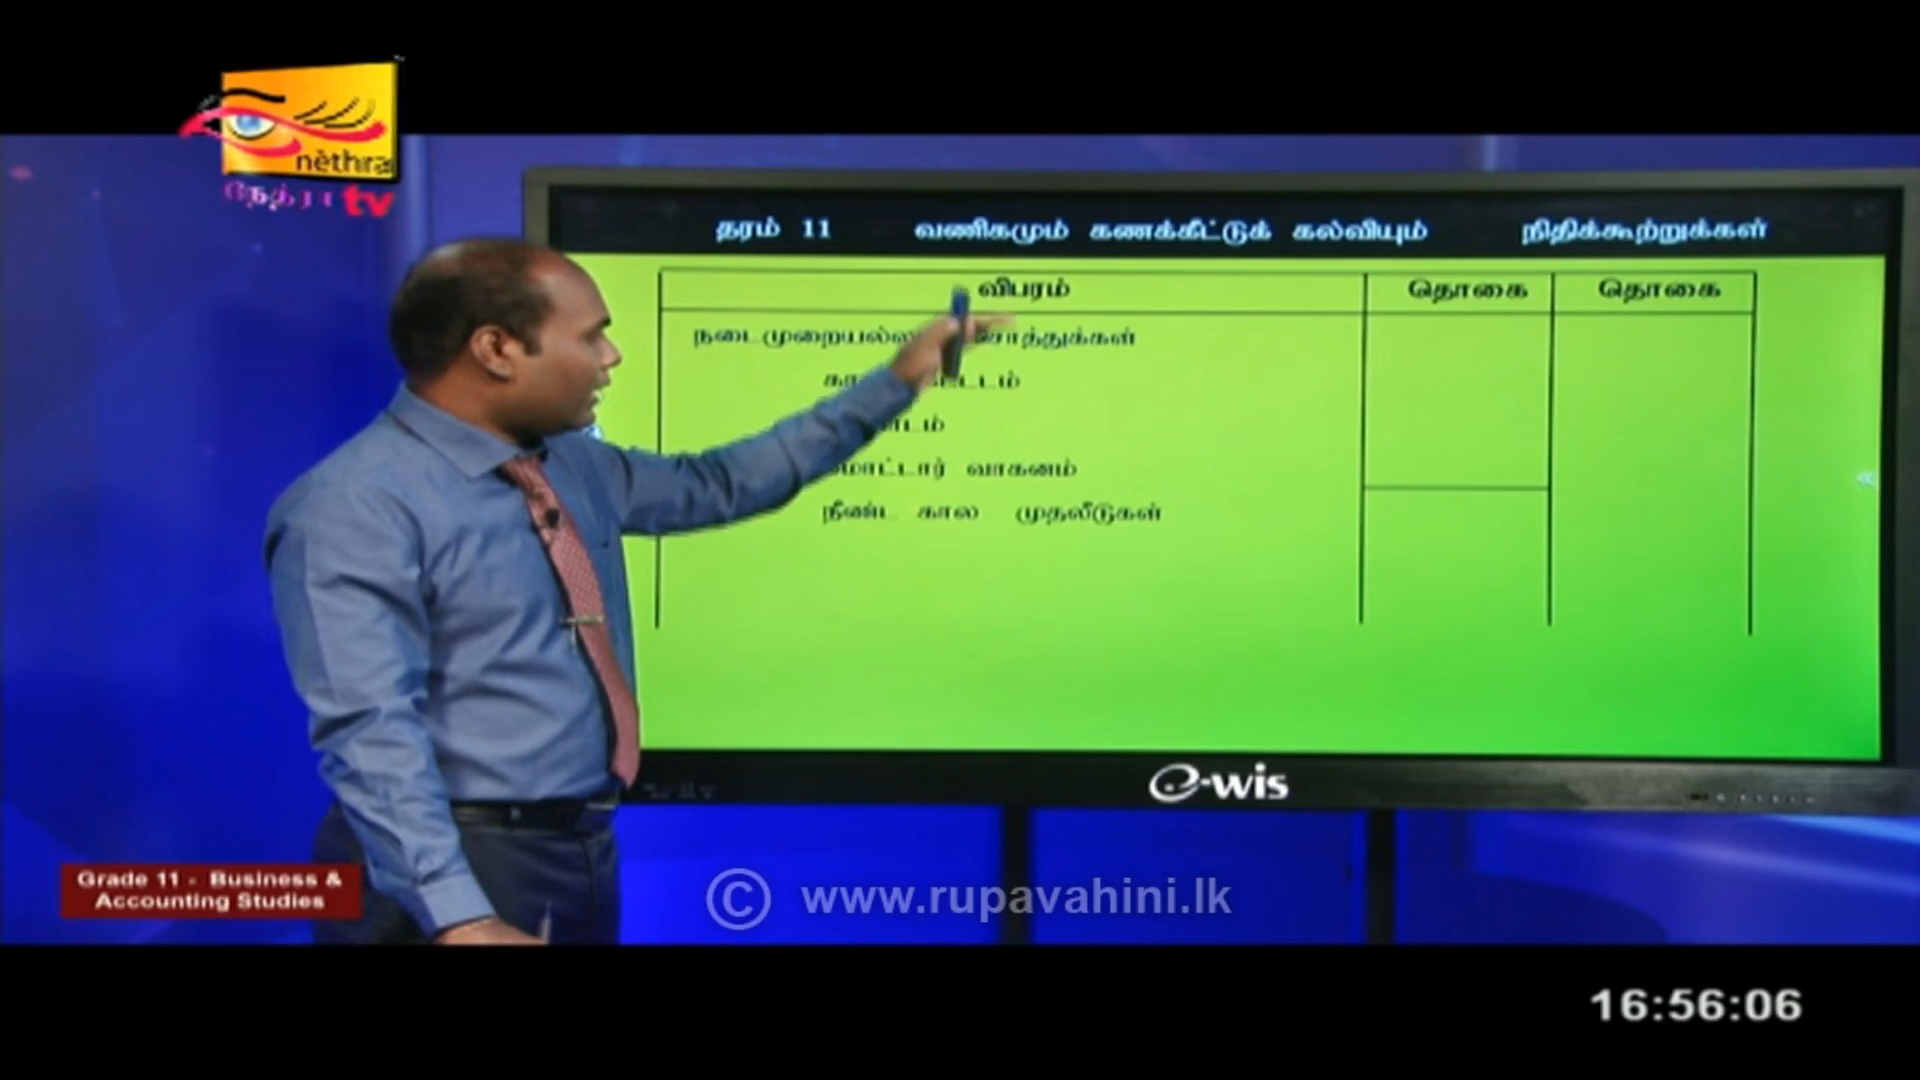 nethra
நேத்ரா tv
தரம் 11 வணிகமும் கணக்கீட்டுக் கல்வியும் நிதிக்கூற்றுக்கள்
விபரம் தொகை தொகை
நடைமுறையல்லா சொத்துக்கள்
வாகனம்
நீண்ட கால முதலீடுகள்
e-wis
Grade 11 - Business &
Accounting Studies
© www.rupavahini.lk
16:56:06